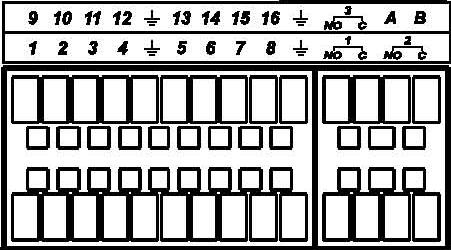 9 10 11 12 ⏚ 13 14 15 16 ⏚ 3 A B
NO C
1 2 3 4 ⏚ 5 6 7 8 ⏚ 1 2
NO C NO C